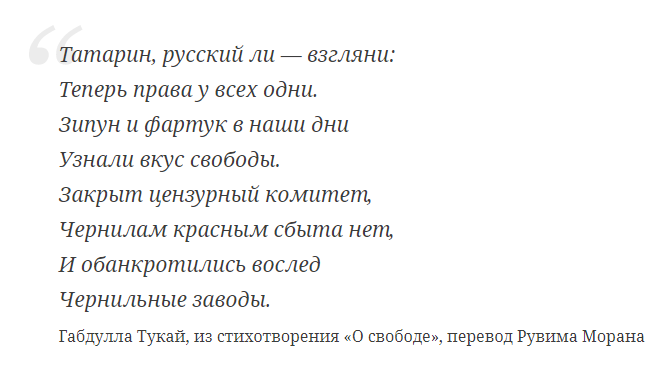 Татарин, русский ли — взгляни:
Теперь права у всех одни.
Зипун и фартук в наши дни
Узнали вкус свободы.
Закрыт цензурный комитет,
Чернилам красным сбыта нет,
И обанкротились вослед
Чернильные заводы.
Габдулла Тукай, из стихотворения «О свободе», перевод Рувима Морана